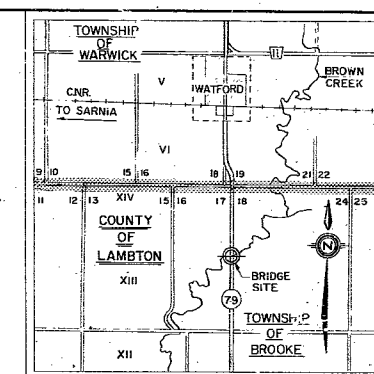 TOWNSHIP
OF
WARWICK
V
WATFORD
BROWN
CREEK
C.N.R.
TO SARNIA
VI
9 10 15 16 18 19 21 22
11 12 13 XIV 15 16 17 18 24 25
COUNTY
OF
LAMBTON
N
XIII
BRIDGE
SITE
79
TOWNSHIP
OF
BROOKE
XII